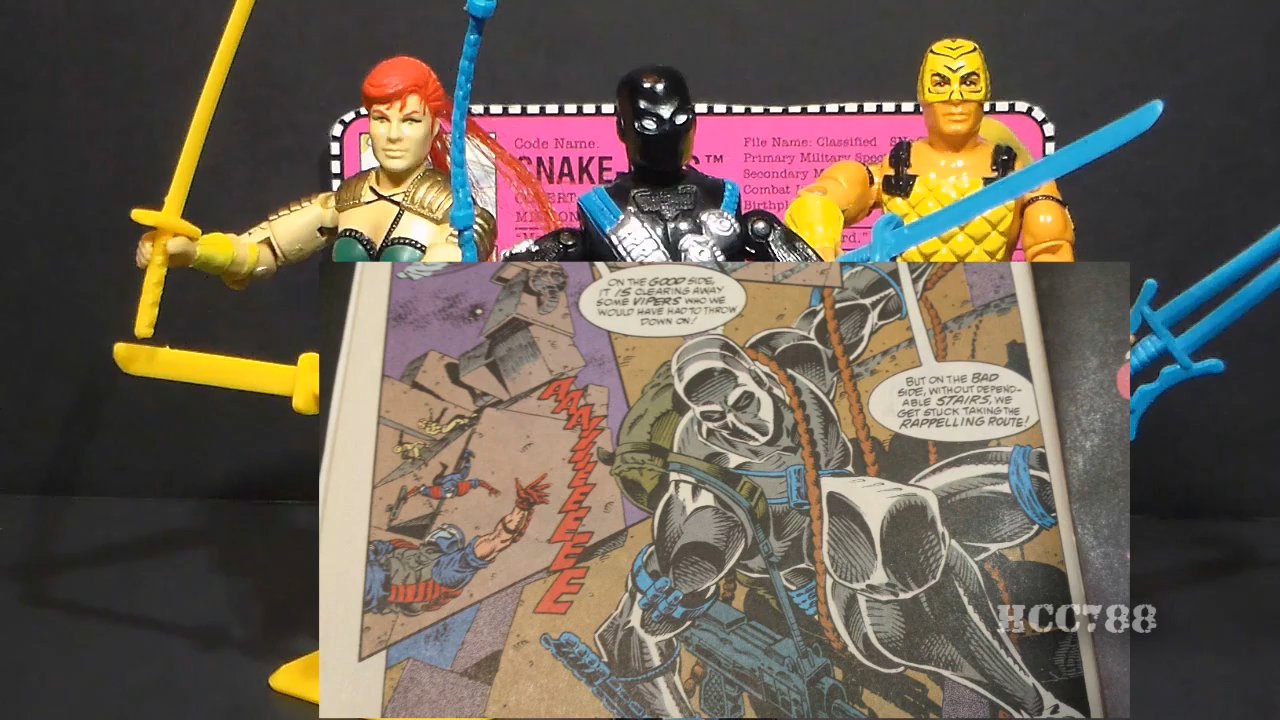 Code Name:
SNAKE
™
File Name: Classified
Primary Military
Secondary
Combat
ON THE GOOD SIDE,
IT IS CLEARING AWAY
SOME VIPERS WHO WE
WOULD HAVE HAD TO THROW
DOWN ON!
BUT ON THE BAD
SIDE, WITHOUT DEPEND-
ABLE STAIRS, WE
GET STUCK TAKING THE
RAPPELLING ROUTE!
HCC788